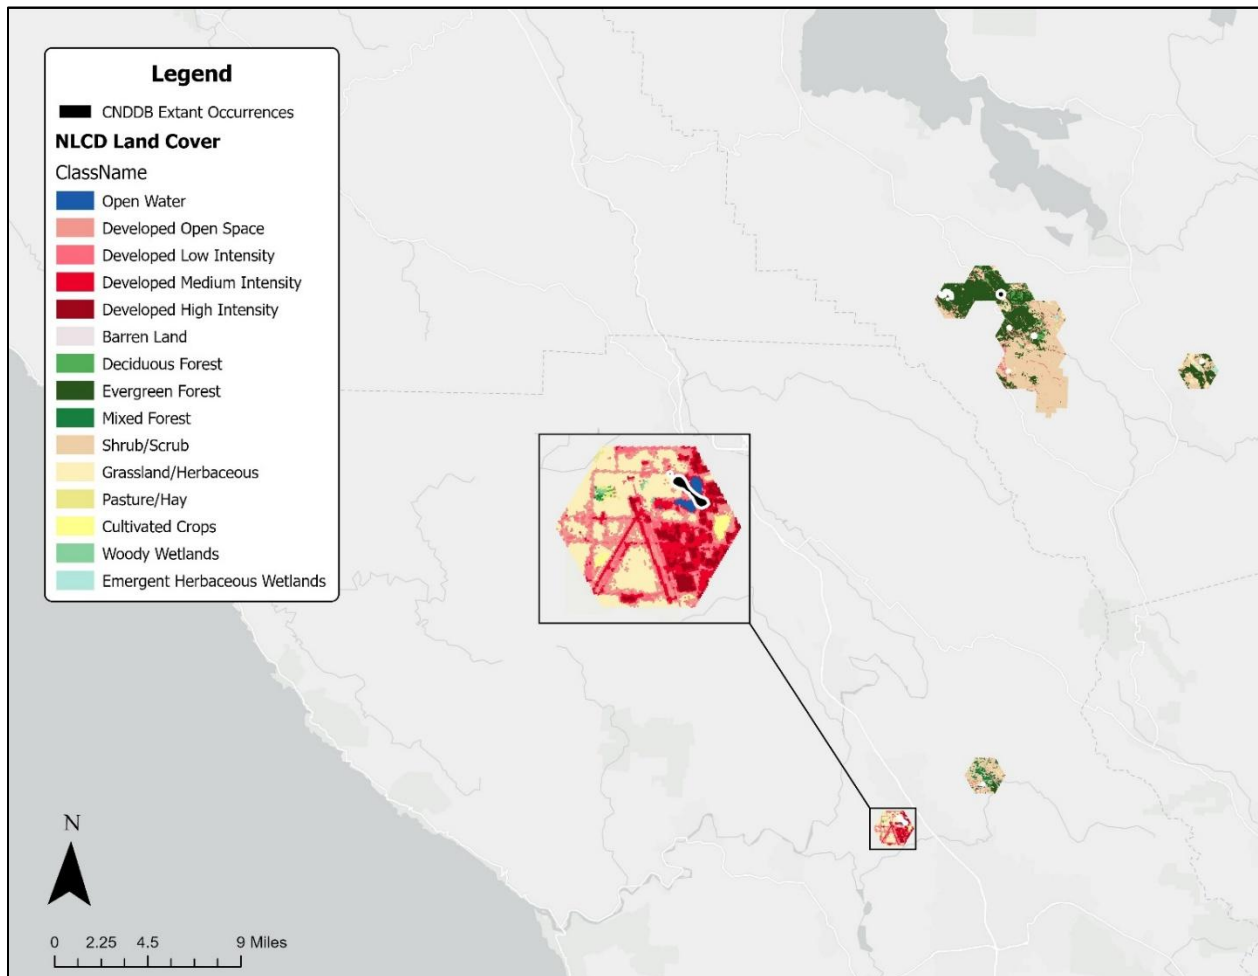 Legend
CNDDB Extant Occurrences
NLCD Land Cover
ClassName
Open Water
Developed Open Space
Developed Low Intensity
Developed Medium Intensity
Developed High Intensity
Barren Land
Deciduous Forest
Evergreen Forest
Mixed Forest
Shrub/Scrub
Grassland/Herbaceous
Pasture/Hay
Cultivated Crops
Woody Wetlands
Emergent Herbaceous Wetlands
N
0 2.25 4.5 9 Miles